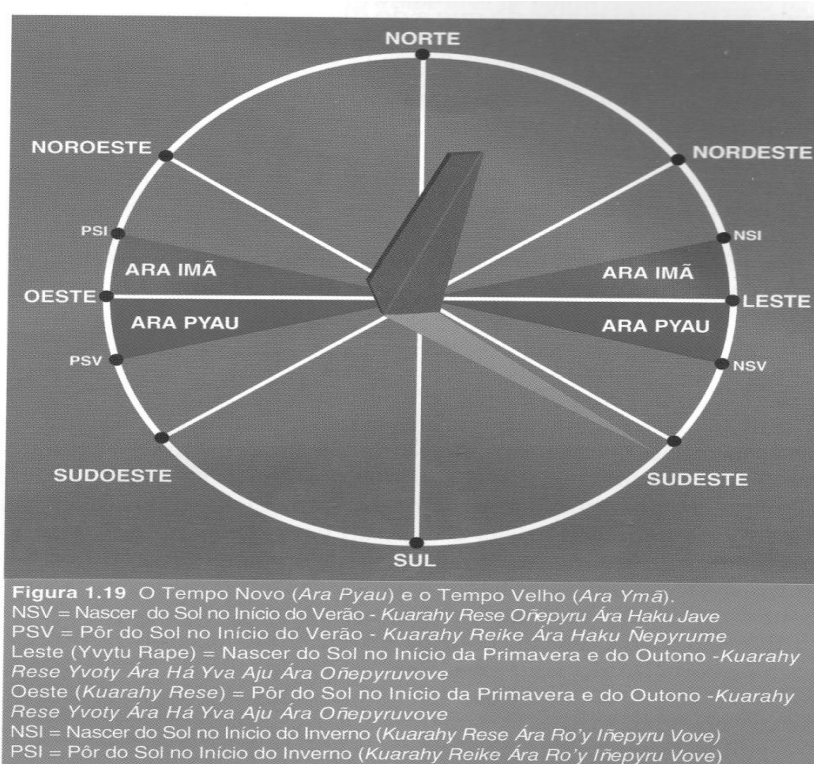 NORTE
NOROESTE
NORDESTE
PSI
NSI
ARA IMÃ
ARA IMÃ
OESTE
LESTE
ARA PYAU
ARA PYAU
PSV
NSV
SUDOESTE
SUDESTE
SUL
Figura 1.19 O Tempo Novo (Ara Pyau) e o Tempo Velho (Ara Ymã).
NSV = Nascer do Sol no Início do Verão - Kuarahy Rese Oñepyru Ára Haku Jave
PSV = Pôr do Sol no Início do Verão - Kuarahy Reike Ára Haku Ñepyrume
Leste (Yvytu Rape) = Nascer do Sol no Início da Primavera e do Outono -Kuarahy
Rese Yvoty Ára Há Yva Aju Ára Oñepyruvove
Oeste (Kuarahy Rese) = Pôr do Sol no Início da Primavera e do Outono -Kuarahy
Rese Yvoty Ára Há Yva Aju Ára Oñepyruvove
NSI = Nascer do Sol no Início do Inverno (Kuarahy Rese Ára Ro'y Iñepyru Vove)
PSI = Pôr do Sol no Início do Inverno (Kuarahy Reike Ára Ro'y Iñepyru Vove)